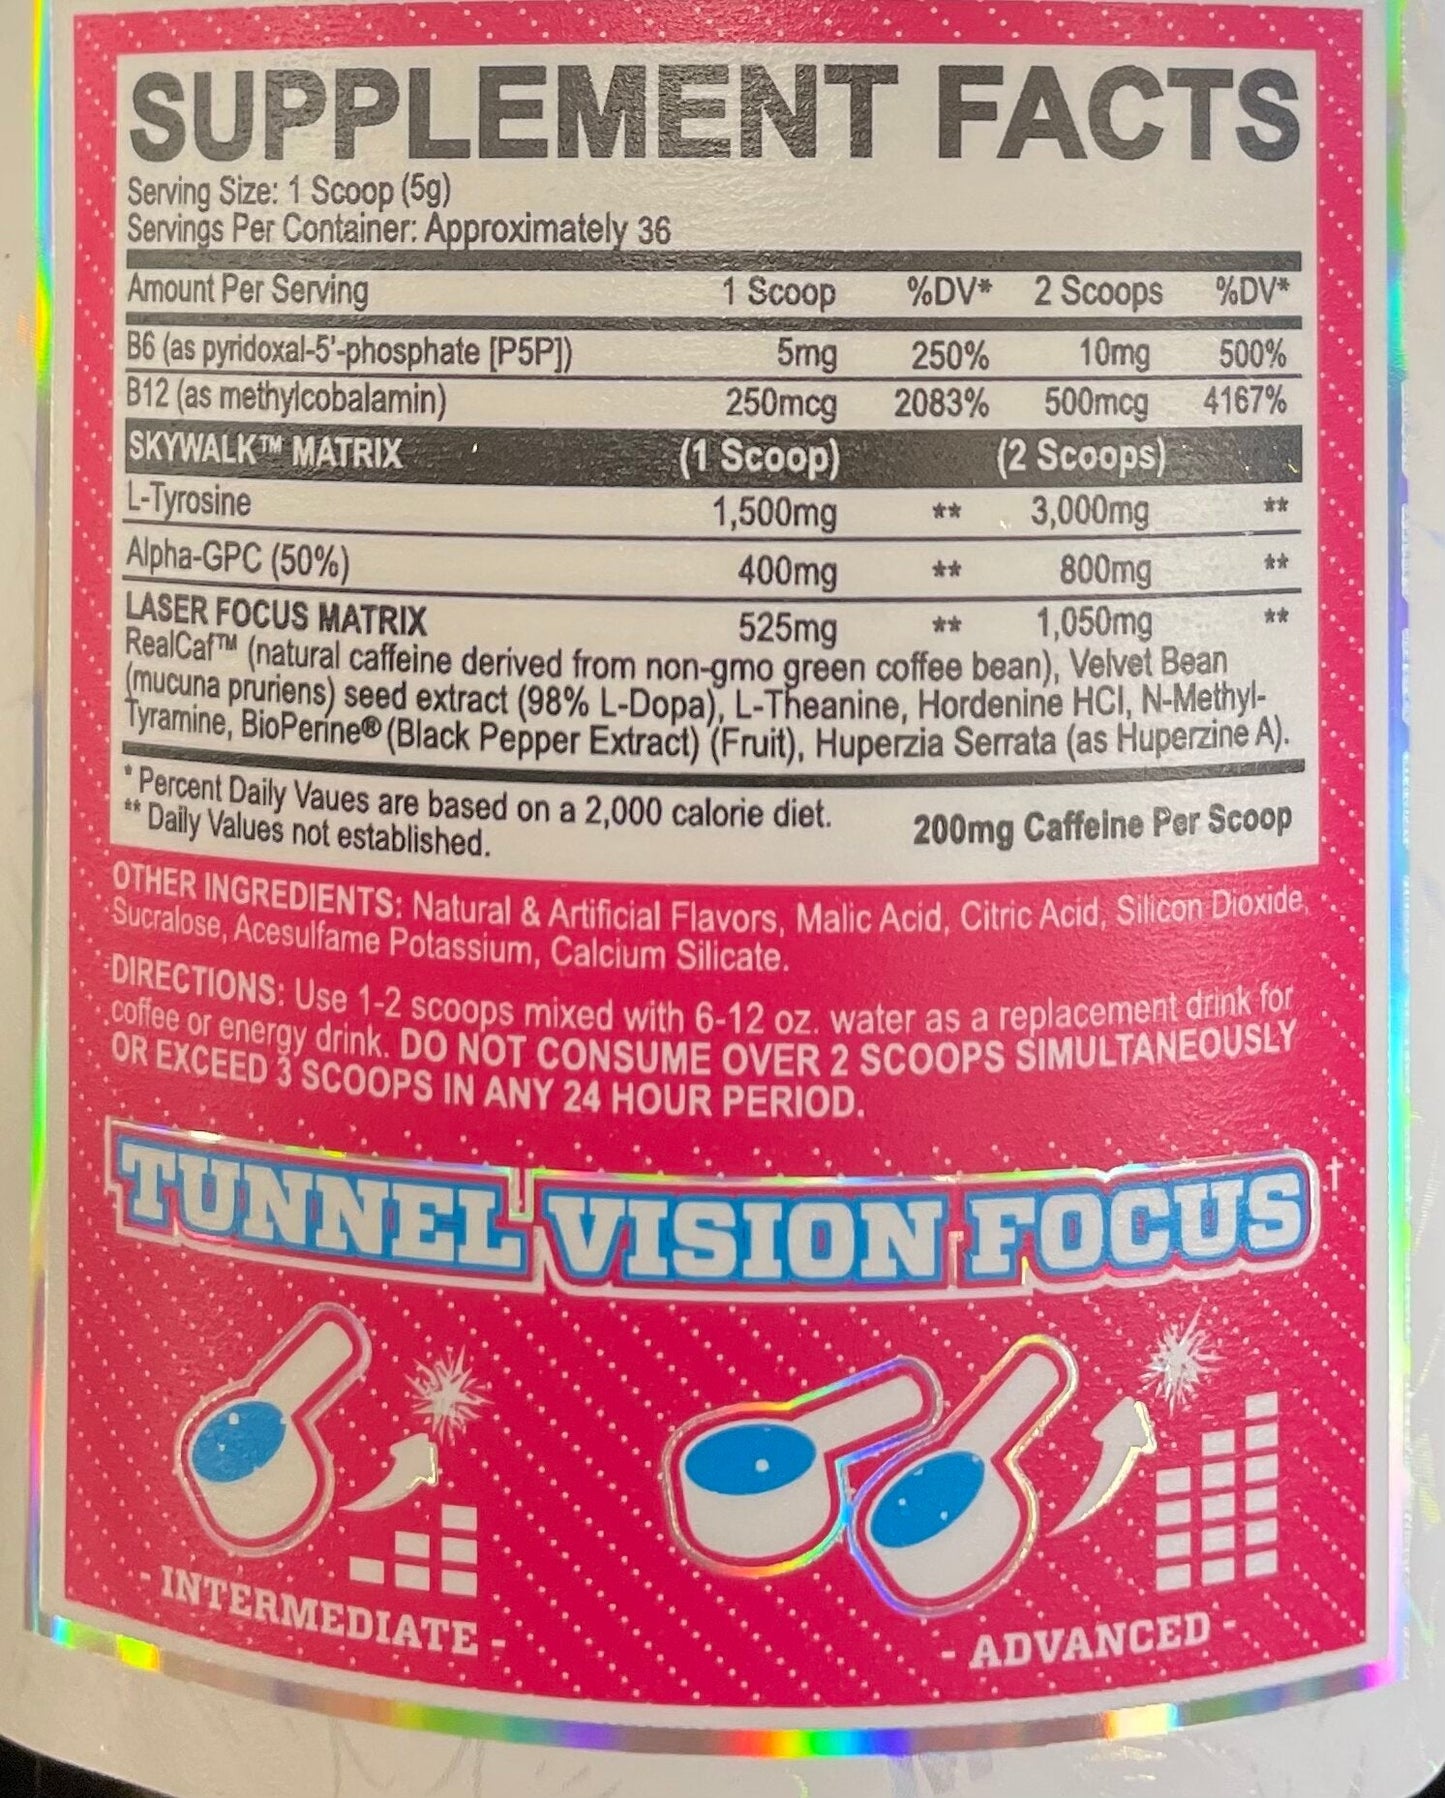 SUPPLEMENT FACTS
Serving Size: 1 Scoop (5g)
Servings Per Container: Approximately 36
Amount Per Serving 1 Scoop %DV* 2 Scoops %DV*
B6 (as pyridoxal-5'-phosphate [P5P]) 5mg 250% 10mg 500%
B12 (as methylcobalamin) 250mcg 2083% 500mcg 4167%
SKYWALK™ MATRIX (1 Scoop) (2 Scoops)
L-Tyrosine 1,500mg ** 3,000mg **
Alpha-GPC (50%) 400mg ** 800mg **
LASER FOCUS MATRIX 525mg ** 1,050mg **
RealCaf™ (natural caffeine derived from non-gmo green coffee bean), Velvet Bean
(mucuna pruriens) seed extract (98% L-Dopa), L-Theanine, Hordenine HCl, N-Methyl-
Tyramine, BioPerine® (Black Pepper Extract) (Fruit), Huperzia Serrata (as Huperzine A).
* Percent Daily Vaues are based on a 2,000 calorie diet.
** Daily Values not established.
200mg Caffeine Per Scoop
OTHER INGREDIENTS: Natural & Artificial Flavors, Malic Acid, Citric Acid, Silicon Dioxide,
Sucralose, Acesulfame Potassium, Calcium Silicate.
DIRECTIONS: Use 1-2 scoops mixed with 6-12 oz. water as a replacement drink for
coffee or energy drink. DO NOT CONSUME OVER 2 SCOOPS SIMULTANEOUSLY
OR EXCEED 3 SCOOPS IN ANY 24 HOUR PERIOD.
TUNNEL VISION FOCUS†
- INTERMEDIATE -
- ADVANCED -